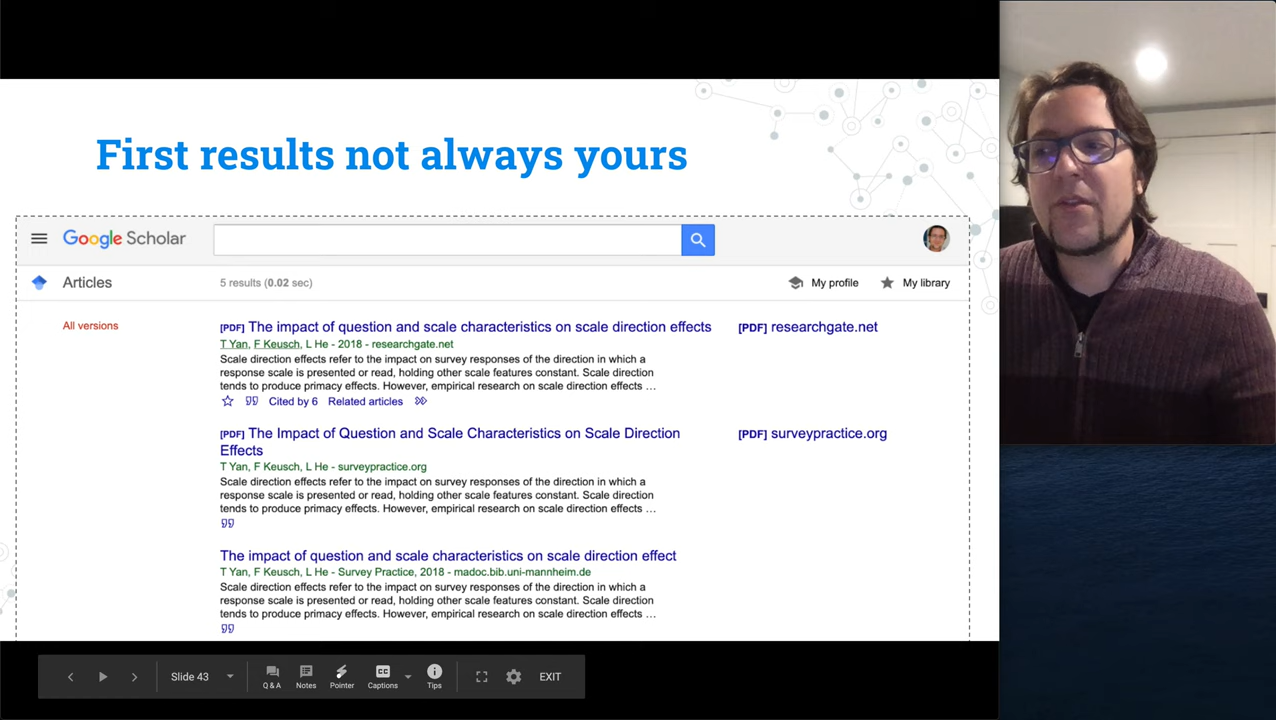 First results not always yours
Google Scholar
Articles
5 results (0.02 sec)
My profile
My library
All versions
[PDF] The impact of question and scale characteristics on scale direction effects
[PDF] researchgate.net
T Yan, F Keusch, L He - 2018 - researchgate.net
Scale direction effects refer to the impact on survey responses of the direction in which a
response scale is presented or read, holding other scale features constant. Scale direction
tends to produce primacy effects. However, empirical research on scale direction effects …
Cited by 6 Related articles
[PDF] The Impact of Question and Scale Characteristics on Scale Direction
Effects
[PDF] surveypractice.org
T Yan, F Keusch, L He - surveypractice.org
Scale direction effects refer to the impact on survey responses of the direction in which a
response scale is presented or read, holding other scale features constant. Scale direction
tends to produce primacy effects. However, empirical research on scale direction effects …
The impact of question and scale characteristics on scale direction effect
T Yan, F Keusch, L He - Survey Practice, 2018 - madoc.bib.uni-mannheim.de
Scale direction effects refer to the impact on survey responses of the direction in which a
response scale is presented or read, holding other scale features constant. Scale direction
tends to produce primacy effects. However, empirical research on scale direction effects …
Slide 43
Q & A
Notes
Pointer
Captions
Tips
EXIT